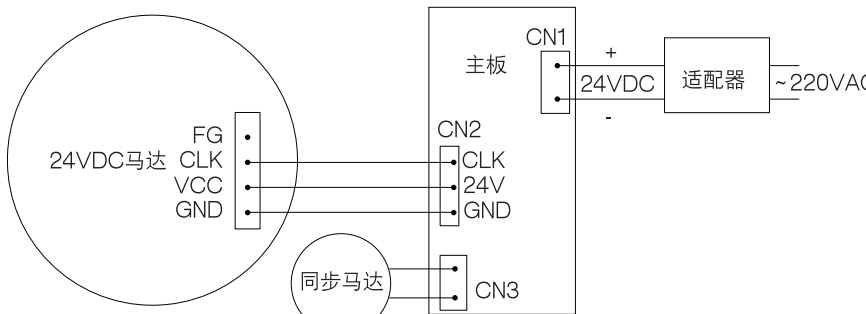 CN1
主板
+
24VDC
-
适配器
~220VAC
CN2
FG
24VDC马达
CLK
VCC
GND
CLK
24V
GND
同步马达
CN3